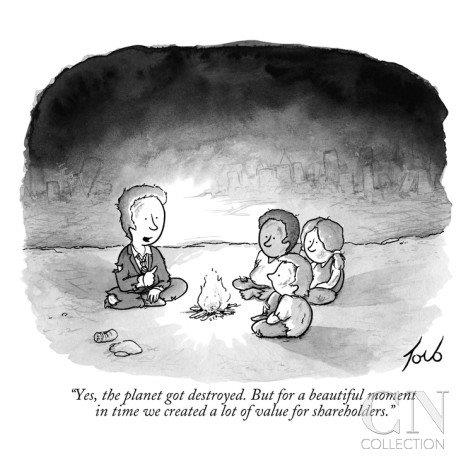 Toro
"Yes, the planet got destroyed. But for a beautiful moment
in time we created a lot of value for shareholders."
CN
COLLECTION